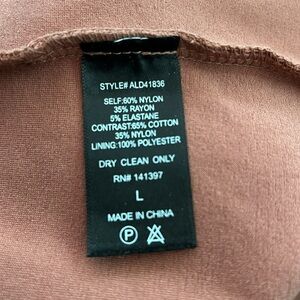 STYLE# ALD41836
SELF:60% NYLON
35% RAYON
5% ELASTANE
CONTRAST:65% COTTON
35% NYLON
LINING:100% POLYESTER
DRY CLEAN ONLY
RN# 141397
L
MADE IN CHINA
P